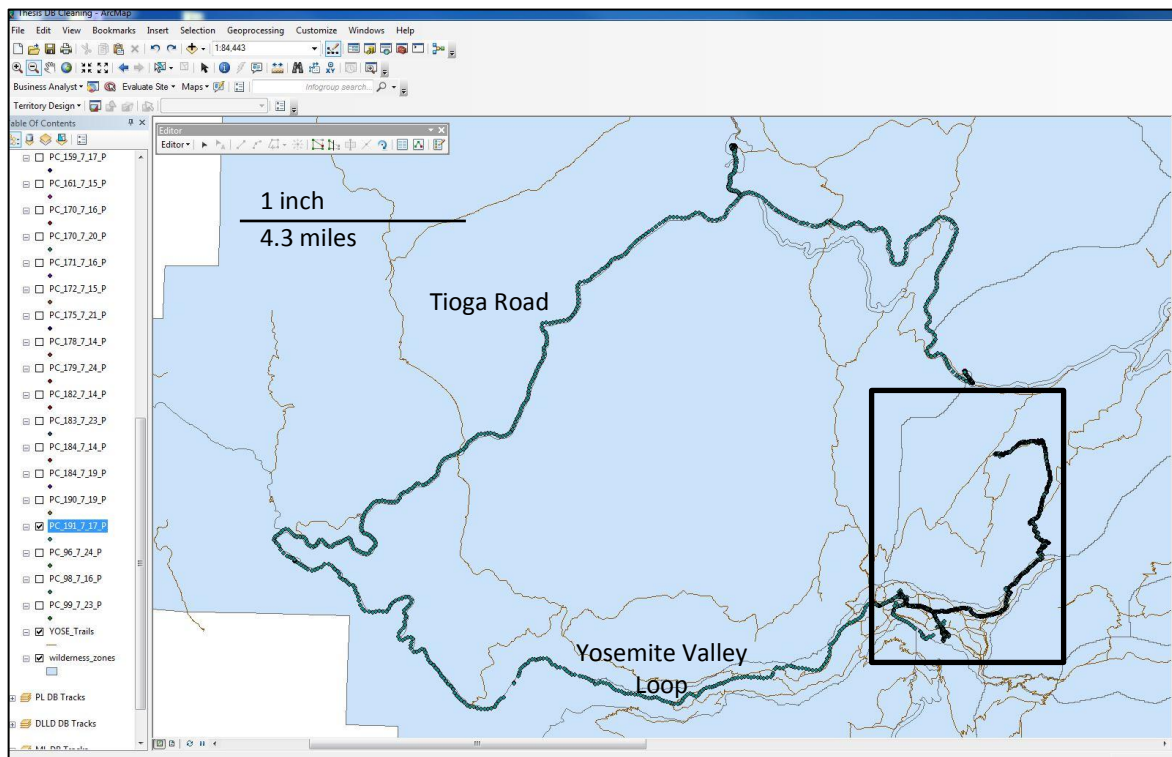 Thesis DB Cleaning - ArcMap
File Edit View Bookmarks Insert Selection Geoprocessing Customize Windows Help
1:84,443
Business Analyst Evaluate Site Maps Infogroup search...
Territory Design
able Of Contents
Editor
Editor
PC_159_7_17_P
PC_161_7_15_P
PC_170_7_16_P
PC_170_7_20_P
PC_171_7_16_P
PC_172_7_15_P
PC_175_7_21_P
PC_178_7_14_P
PC_179_7_24_P
PC_182_7_14_P
PC_183_7_23_P
PC_184_7_14_P
PC_184_7_19_P
PC_190_7_19_P
PC_191_7_17_P
PC_96_7_24_P
PC_98_7_16_P
PC_99_7_23_P
YOSE_Trails
wilderness_zones
PL DB Tracks
DLLD DB Tracks
1 inch
4.3 miles
Tioga Road
Yosemite Valley
Loop